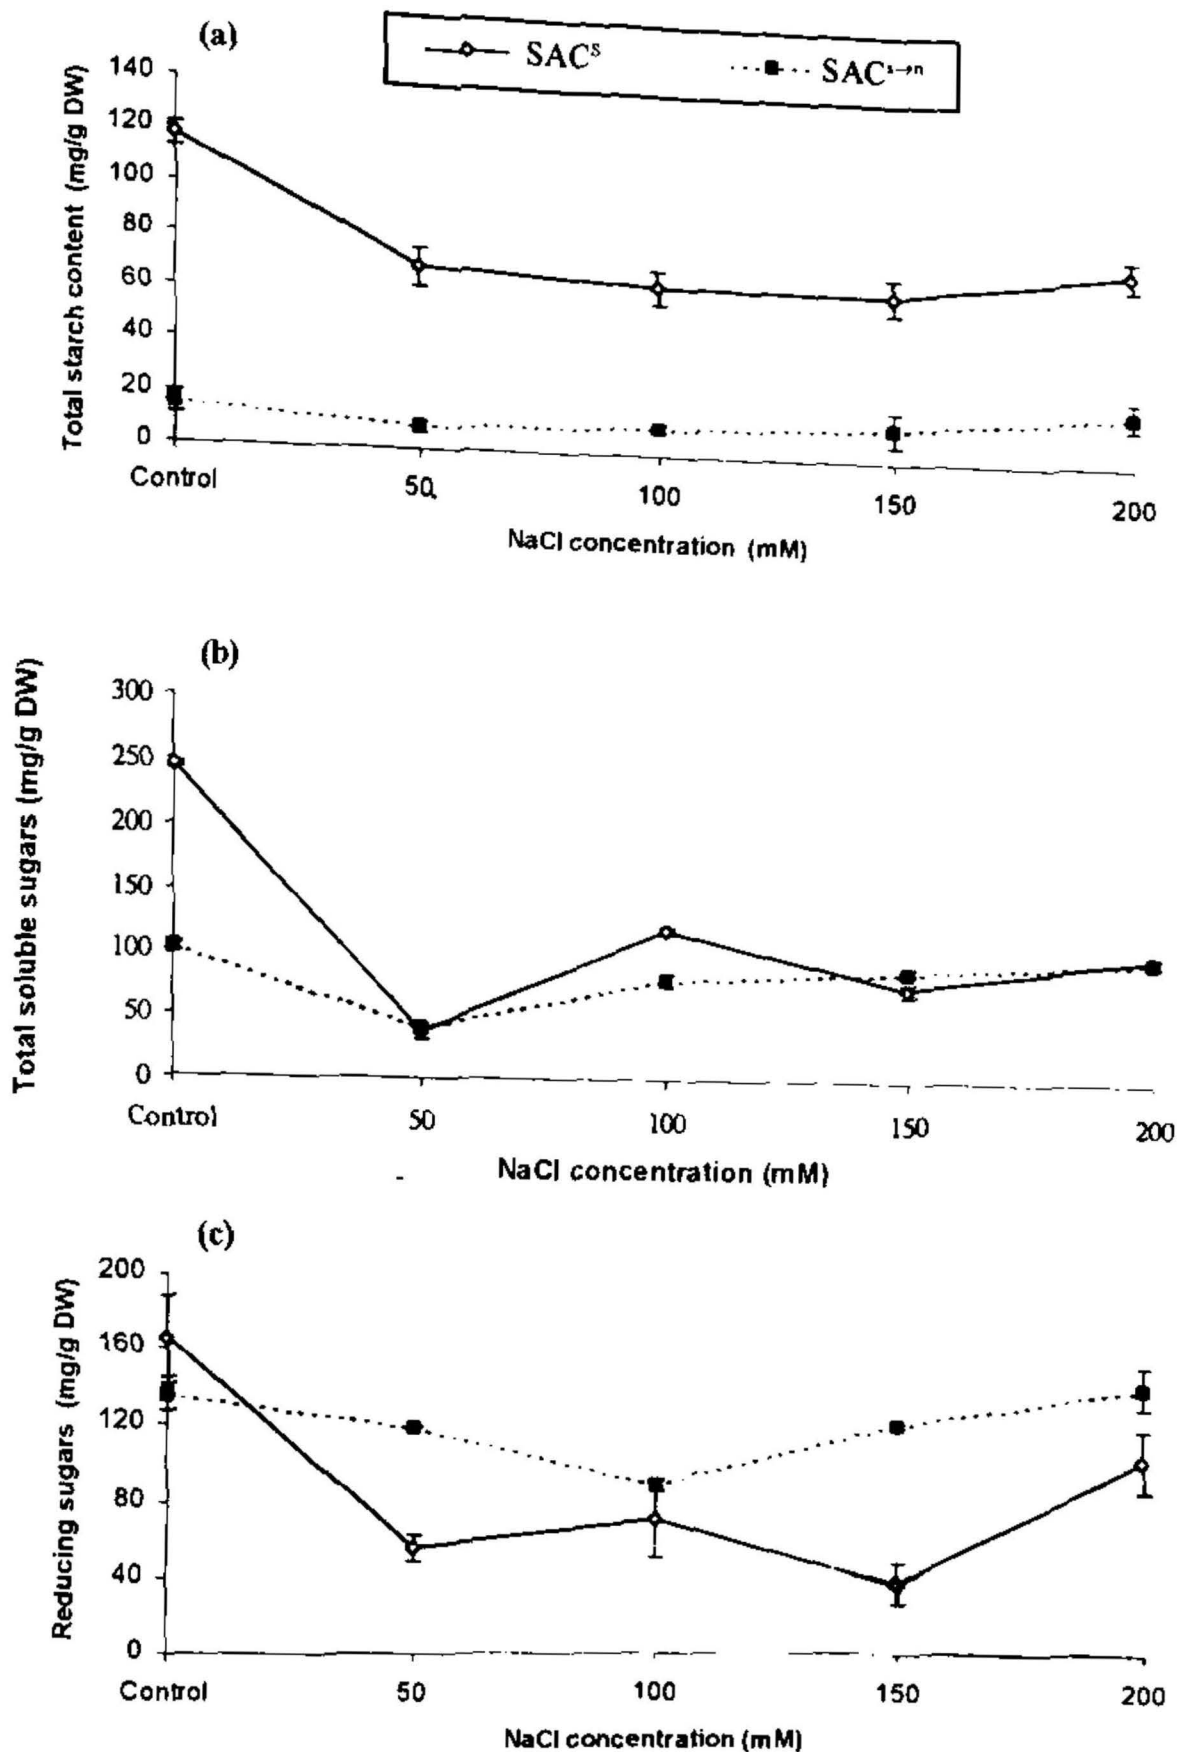 (a)
SACˢ SACˢ→ⁿ
Total starch content (mg/g DW)
140
120
100
80
60
40
20
0
Control 50 100 150 200
NaCl concentration (mM)
(b)
Total soluble sugars (mg/g DW)
300
250
200
150
100
50
0
Control 50 100 150 200
NaCl concentration (mM)
(c)
Reducing sugars (mg/g DW)
200
160
120
80
40
0
Control 50 100 150 200
NaCl concentration (mM)